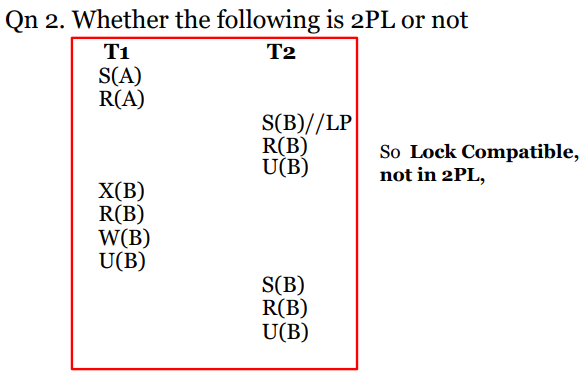 Qn 2. Whether the following is 2PL or not
T1 T2
S(A)
R(A)
S(B)//LP
R(B)
U(B)
So Lock Compatible,
not in 2PL,
X(B)
R(B)
W(B)
U(B)
S(B)
R(B)
U(B)